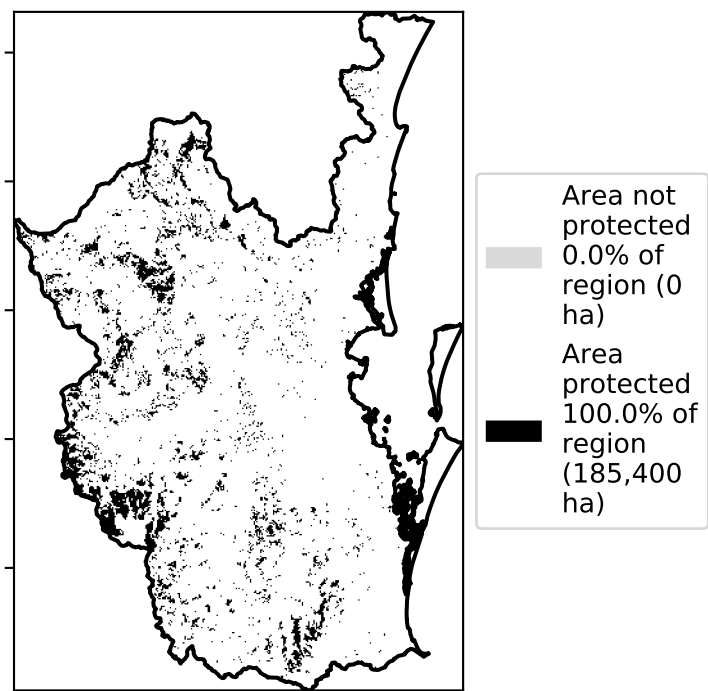 Area not
protected
0.0% of
region (0
ha)
Area
protected
100.0% of
region
(185,400
ha)